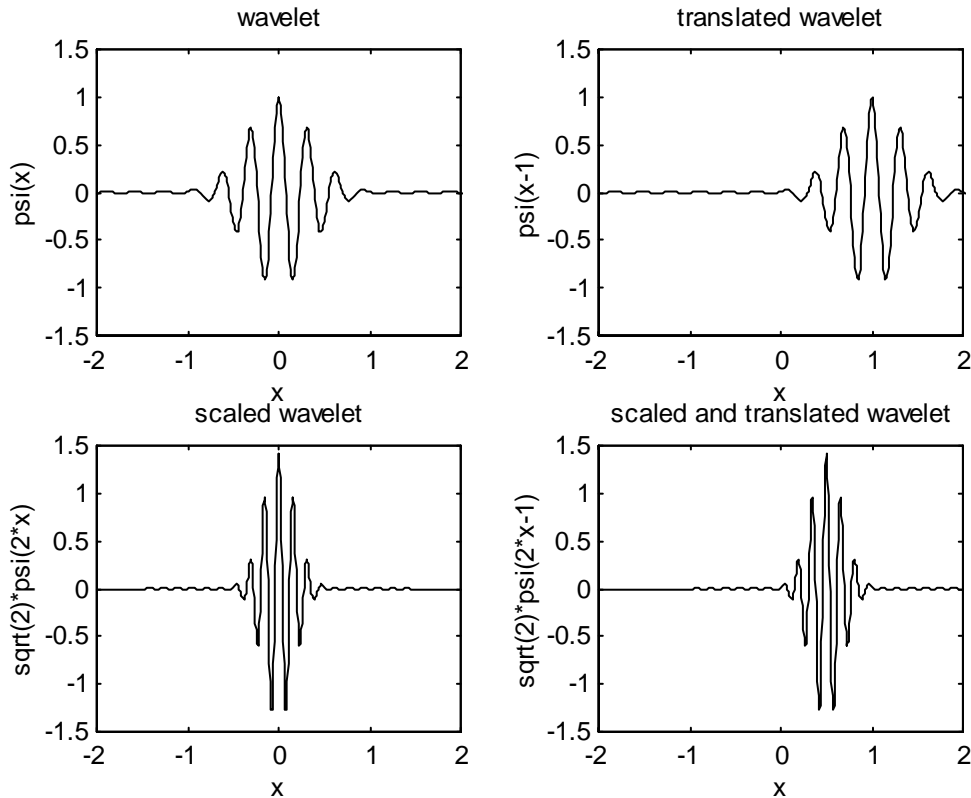 wavelet
1.5
1
0.5
0
-0.5
-1
-1.5
psi(x)
-2 -1 0 1 2
x
translated wavelet
1.5
1
0.5
0
-0.5
-1
-1.5
psi(x-1)
-2 -1 0 1 2
x
scaled wavelet
1.5
1
0.5
0
-0.5
-1
-1.5
sqrt(2)*psi(2*x)
-2 -1 0 1 2
x
scaled and translated wavelet
1.5
1
0.5
0
-0.5
-1
-1.5
sqrt(2)*psi(2*x-1)
-2 -1 0 1 2
x